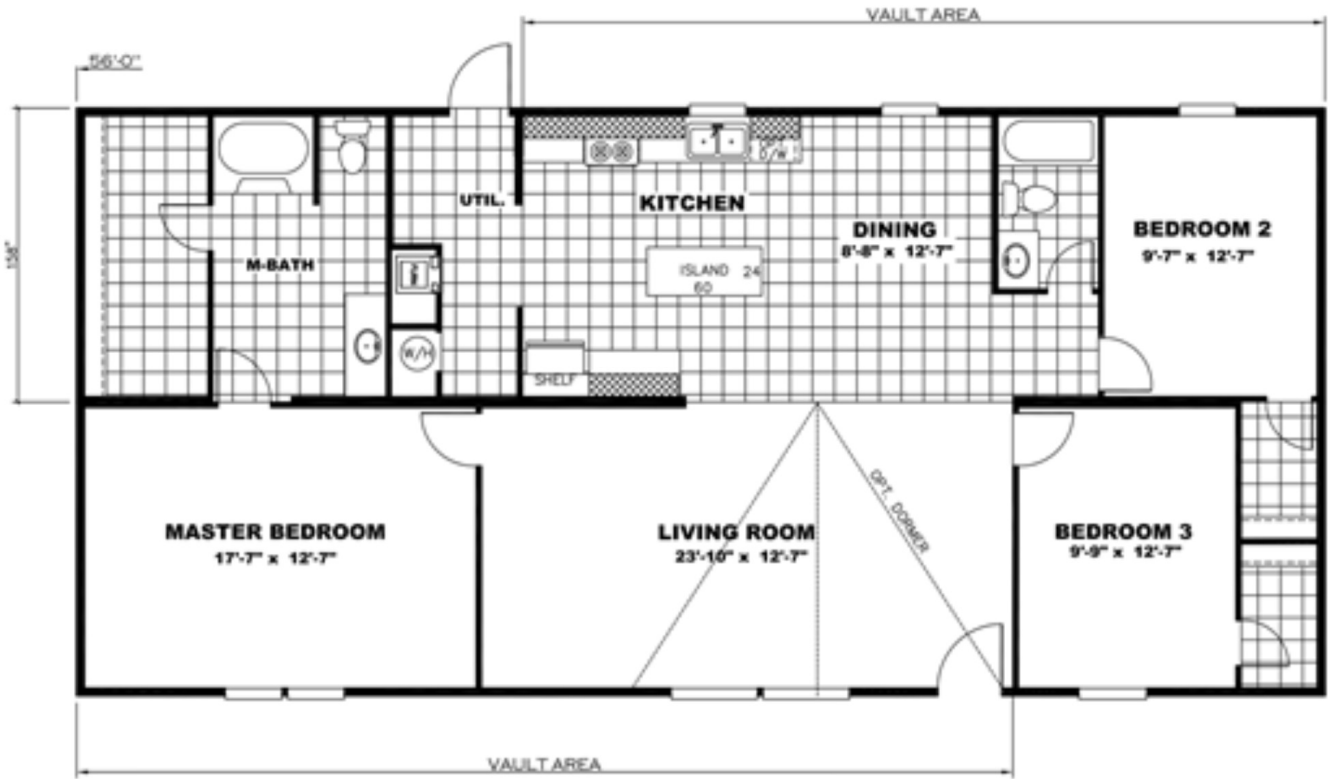 VAULT AREA
56'-0"
158"
UTIL.
KITCHEN
OPT.
D/W
DINING
8'-8" x 12'-7"
BEDROOM 2
9'-7" x 12'-7"
M-BATH
ISLAND 24
60
W/H
SHELF
OPT. DORMER
MASTER BEDROOM
17'-7" x 12'-7"
LIVING ROOM
23'-10" x 12'-7"
BEDROOM 3
9'-9" x 12'-7"
VAULT AREA